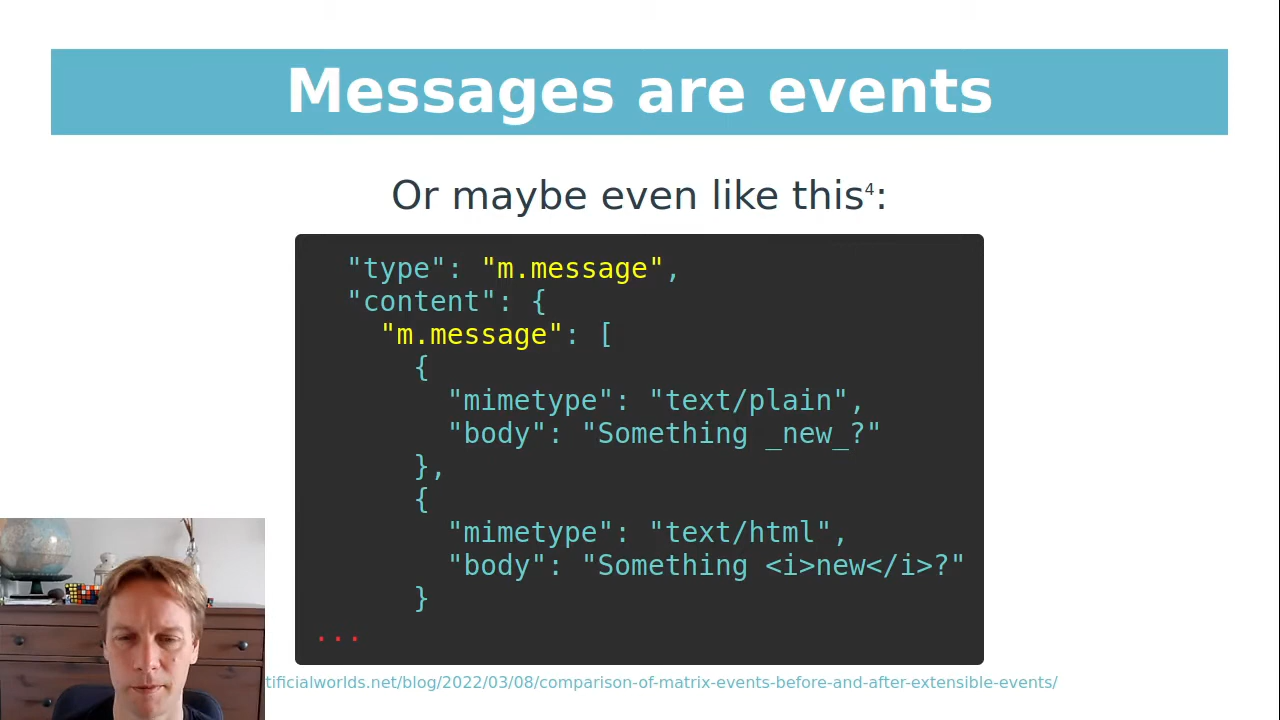 Messages are events
Or maybe even like this⁴:
"type": "m.message",
"content": {
"m.message": [
{
"mimetype": "text/plain",
"body": "Something _new_?"
},
{
"mimetype": "text/html",
"body": "Something <i>new</i>?"
}
...
tificialworlds.net/blog/2022/03/08/comparison-of-matrix-events-before-and-after-extensible-events/